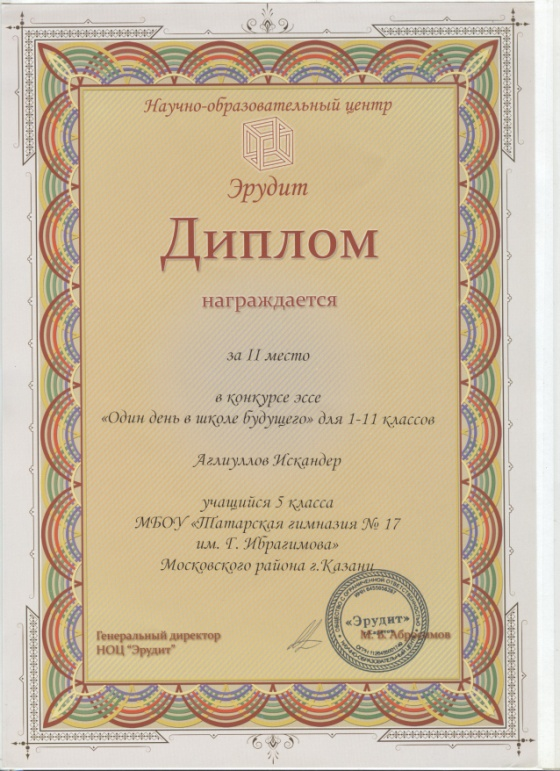 Научно-образовательный центр
Эрудит
Диплом
награждается
за II место
в конкурсе эссе
«Один день в школе будущего» для 1-11 классов
Аглиуллов Искандер
учащийся 5 класса
МБОУ «Татарская гимназия № 17
им. Г. Ибрагимова»
Московского района г.Казани
Генеральный директор
НОЦ "Эрудит"
«Эрудит»
М.